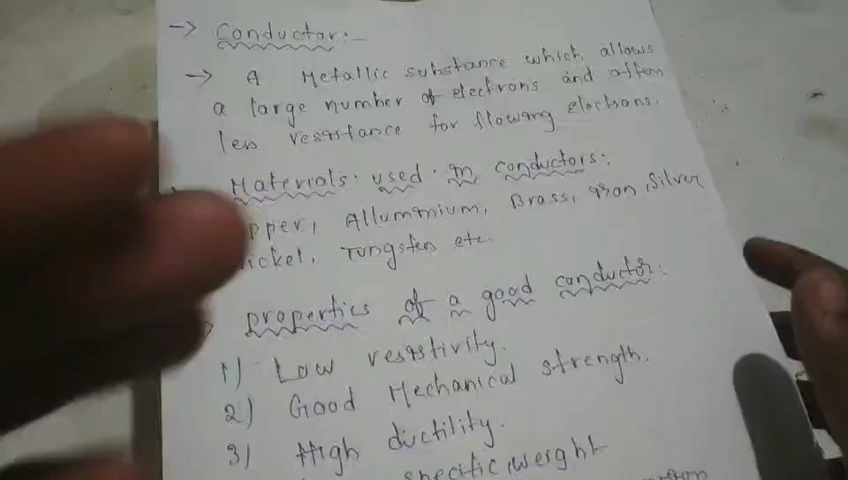 → Conductor:-
→ A Metallic substance which allows
a large number of electrons and offers
less resistance for flowing electrons.
Materials used in conductors:
pper, Alluminium, Brass, iron, Silver
ickel, Tungsten etc.
properties of a good conductor:
1) Low resistivity.
2) Good Mechanical strength.
3) High ductility.
specific weight